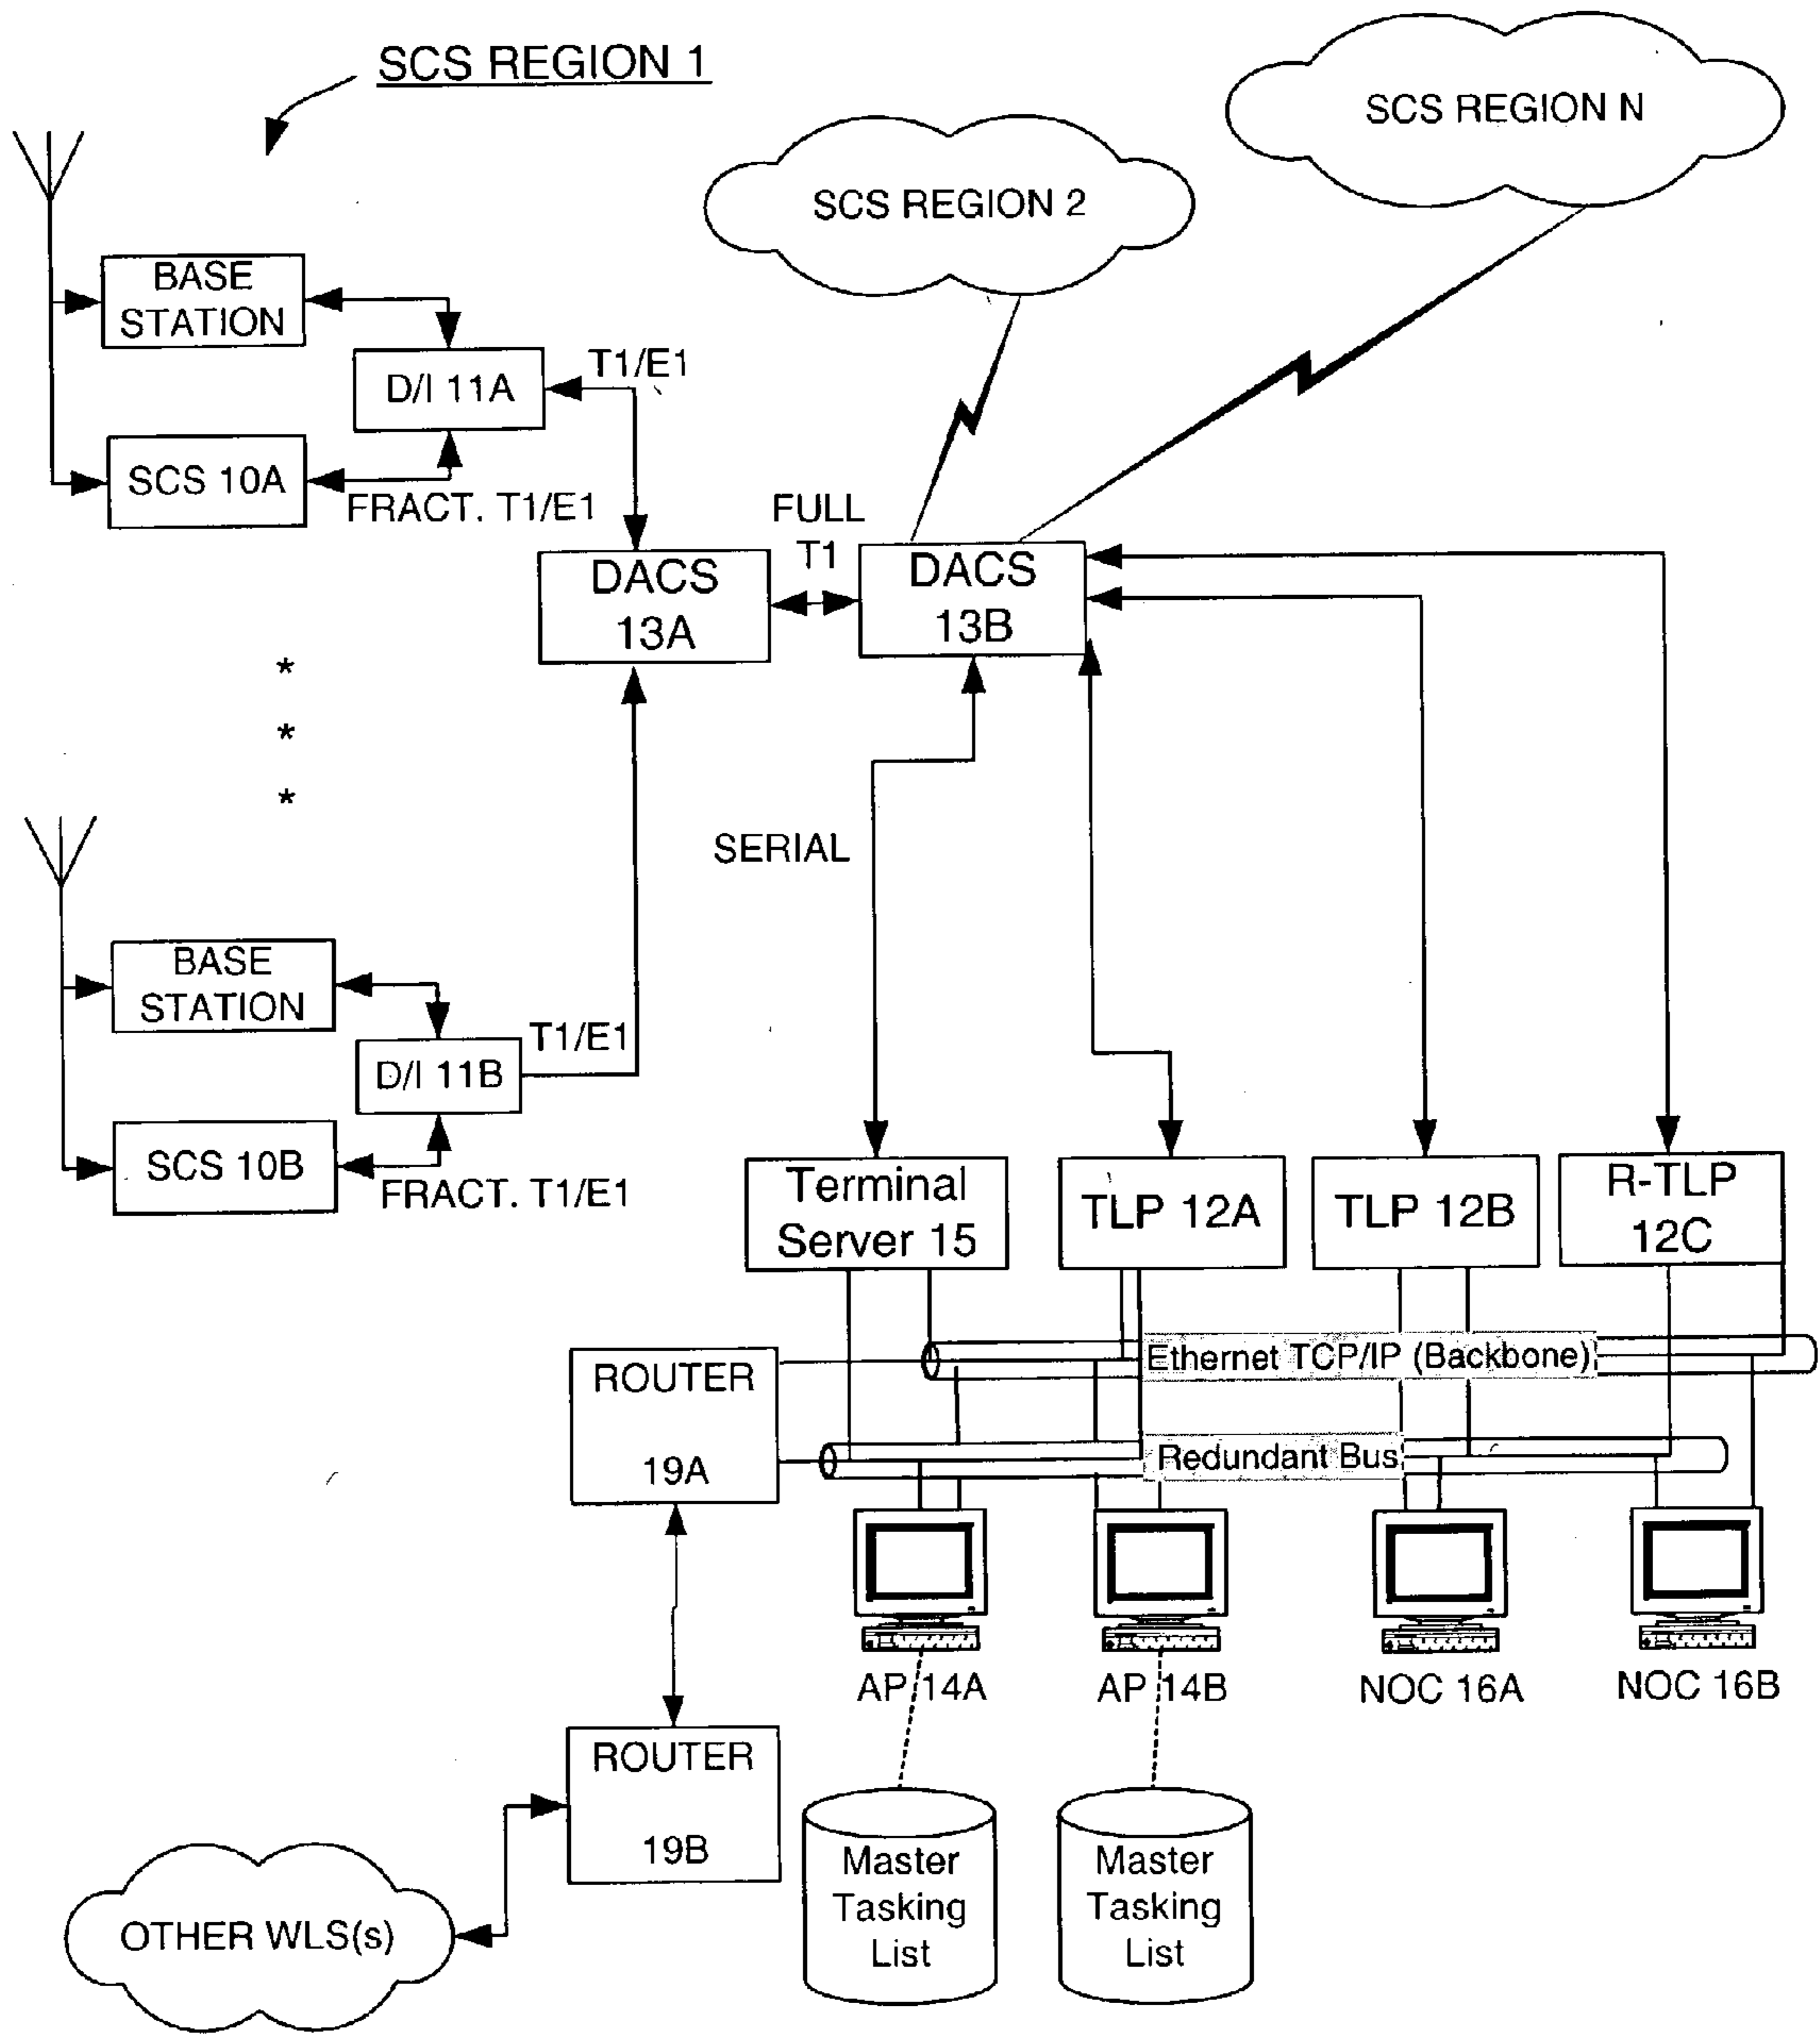 SCS REGION 1
SCS REGION N
SCS REGION 2
BASE
STATION
D/I 11A
T1/E1
SCS 10A
FRACT. T1/E1
FULL
T1
DACS
13A
DACS
13B
*
*
*
SERIAL
BASE
STATION
D/I 11B
T1/E1
SCS 10B
FRACT. T1/E1
Terminal
Server 15
TLP 12A
TLP 12B
R-TLP
12C
Ethernet TCP/IP (Backbone)
ROUTER
19A
Redundant Bus
AP 14A
AP 14B
NOC 16A
NOC 16B
ROUTER
19B
Master
Tasking
List
Master
Tasking
List
OTHER WLS(s)